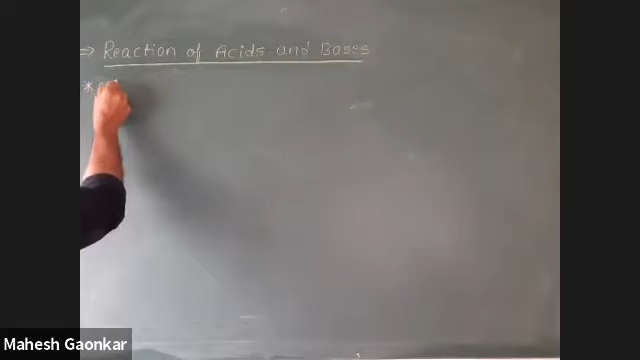 ⇒ Reaction of Acids and Bases
*
Mahesh Gaonkar